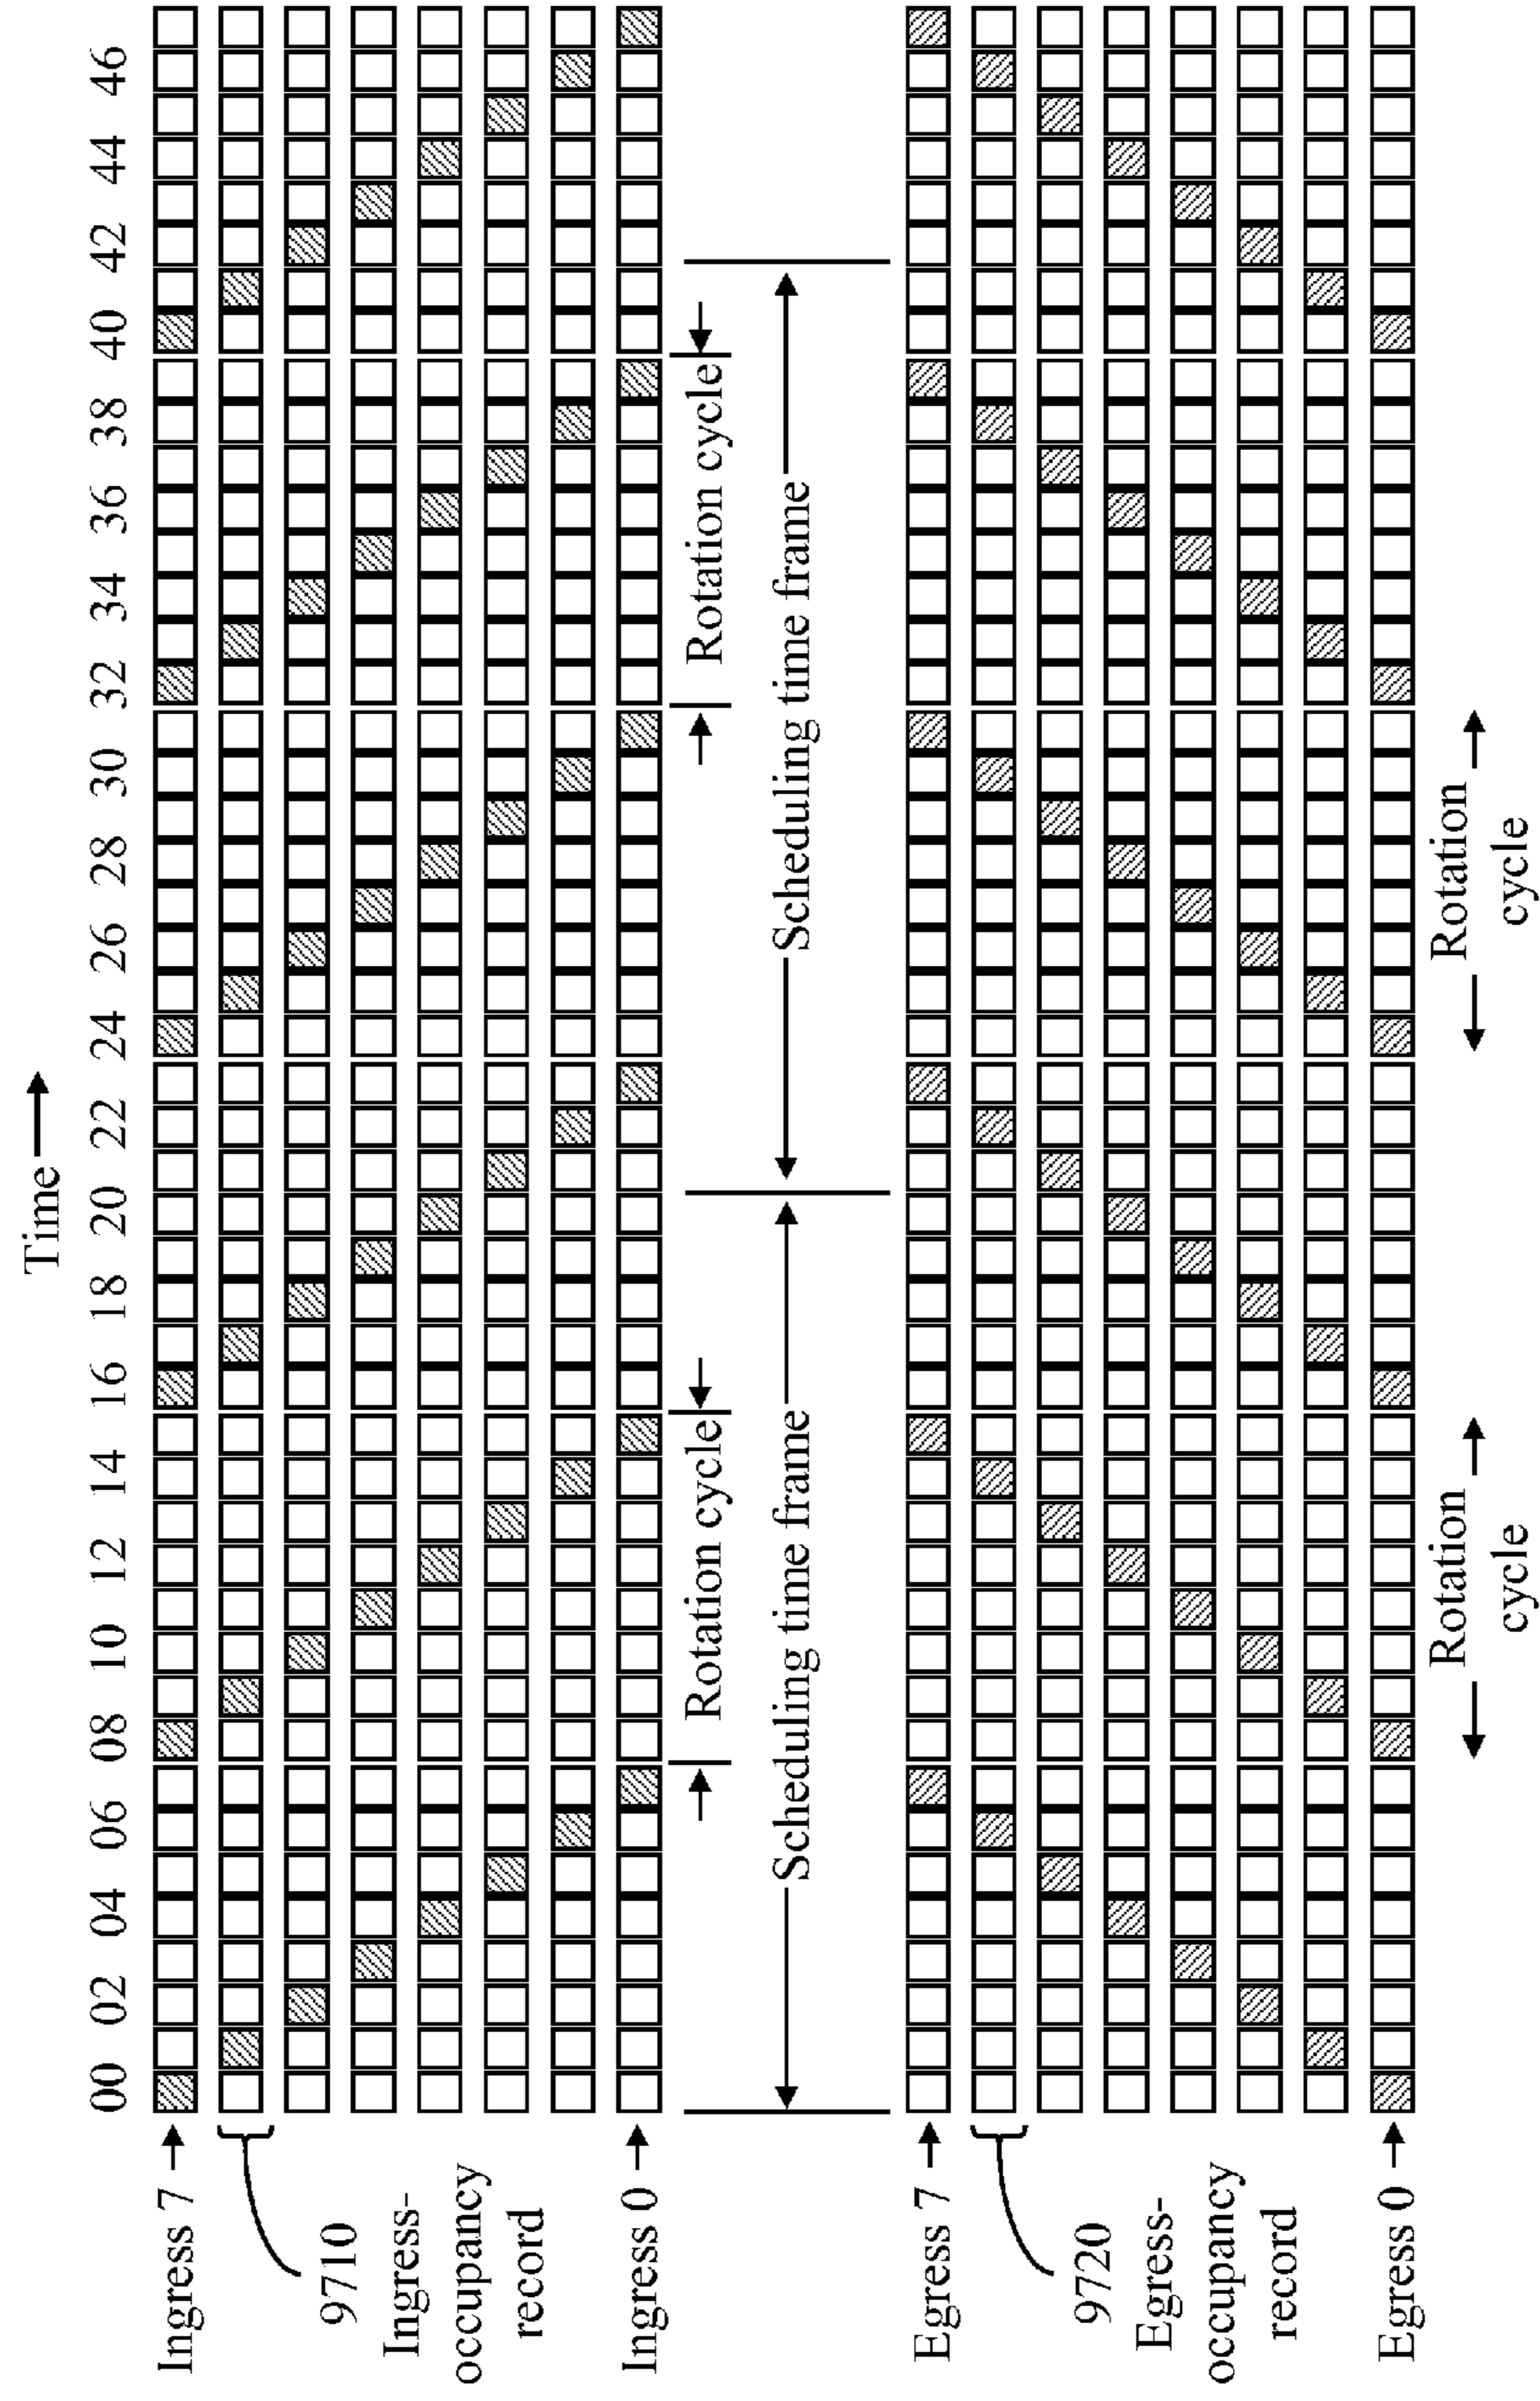 Time
00 02 04 06 08 10 12 14 16 18 20 22 24 26 28 30 32 34 36 38 40 42 44 46
Ingress 7
9710
Ingress-
occupancy
record
Ingress 0
Rotation cycle
Rotation cycle
Scheduling time frame
Scheduling time frame
Egress 7
9720
Egress-
occupancy
record
Egress 0
Rotation
cycle
Rotation
cycle